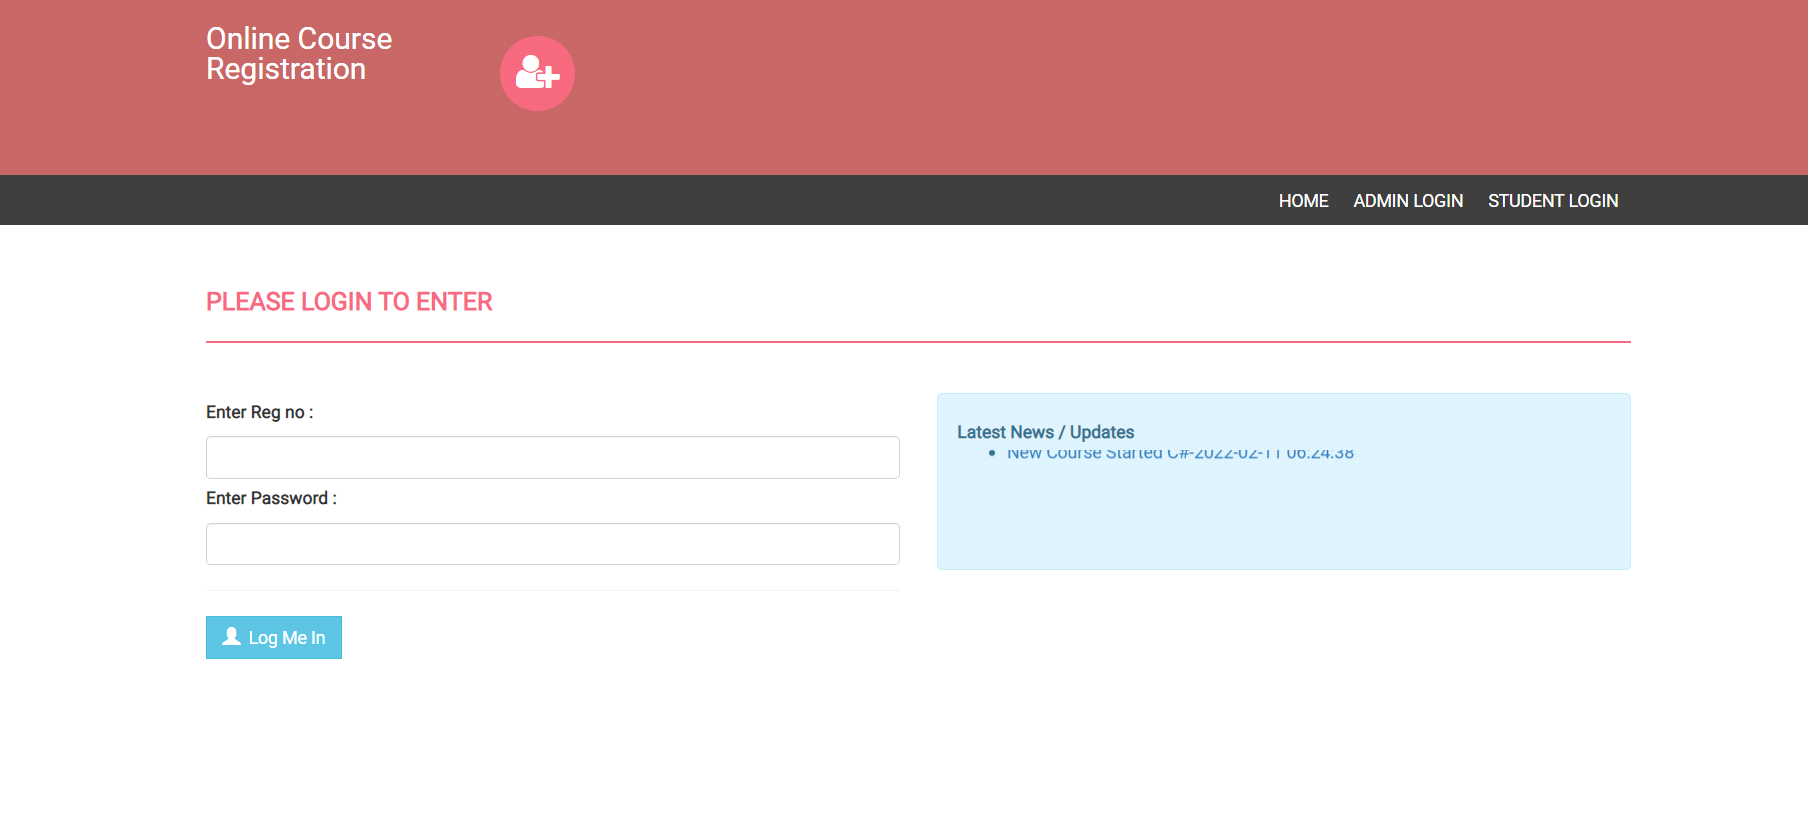 Online Course
Registration
HOME ADMIN LOGIN STUDENT LOGIN
PLEASE LOGIN TO ENTER
Enter Reg no :
Enter Password :
Log Me In
Latest News / Updates
New Course Started C#-2022-02-11 06:24:38